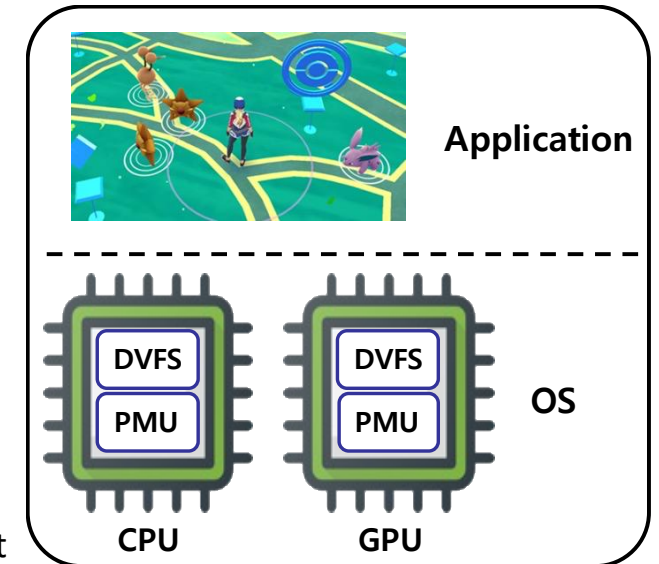 Application
DVFS
PMU
DVFS
PMU
OS
CPU
GPU
t